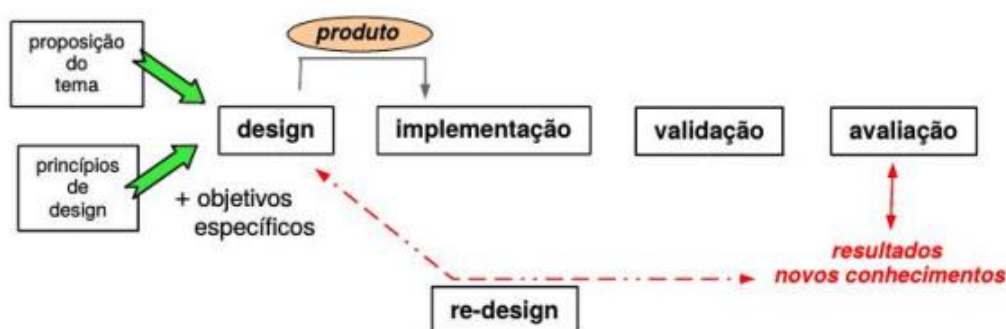 proposição
do
tema
produto
design
implementação
validação
avaliação
princípios
de
design
+ objetivos
específicos
resultados
novos conhecimentos
re-design